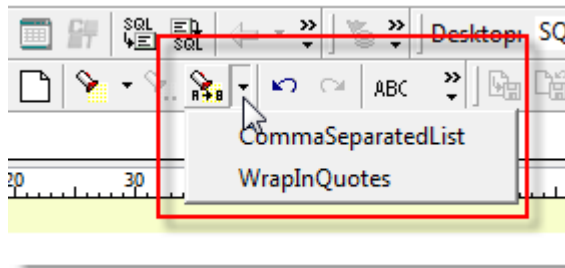 SQL
SQL
Desktop: SQ
A B
ABC
CommaSeparatedList
WrapInQuotes
20 30